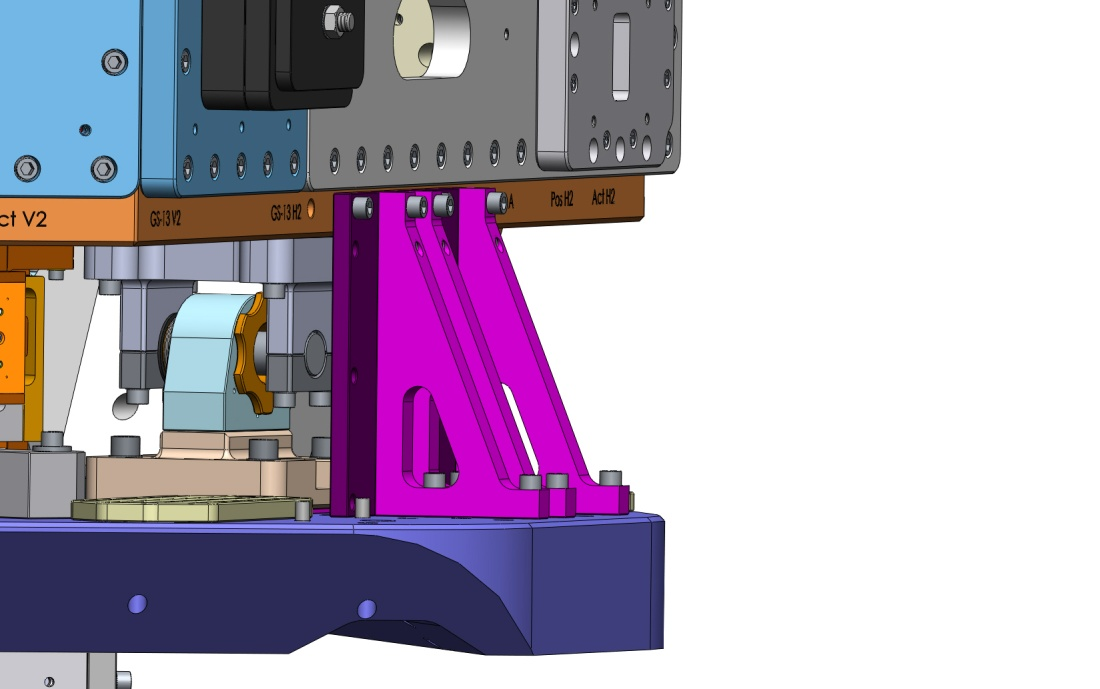 ct V2
GS-13 V2
GS-13 H2
A
Pos H2
Act H2